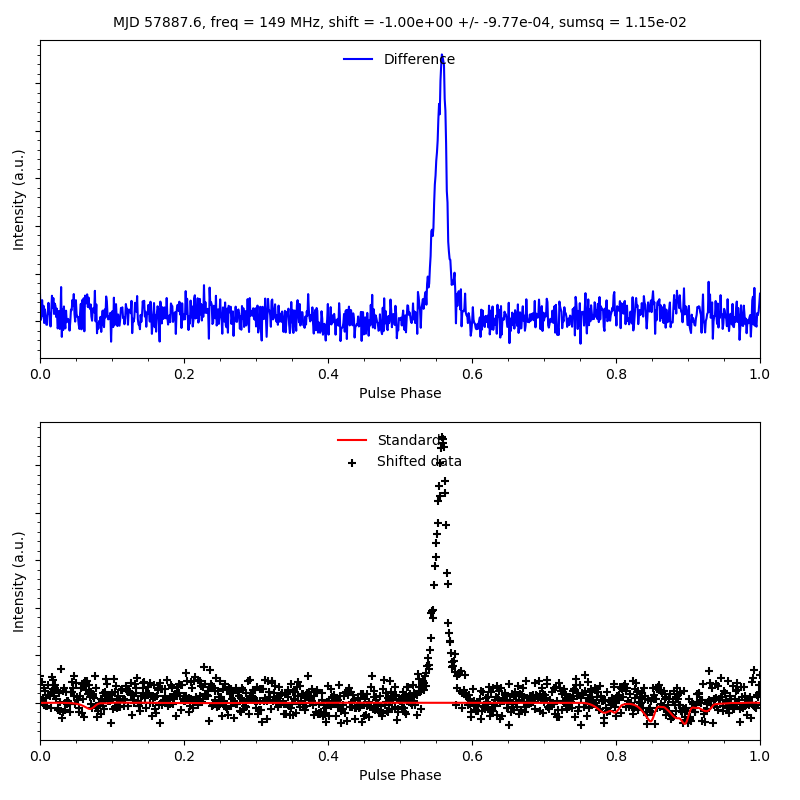 MJD 57887.6, freq = 149 MHz, shift = -1.00e+00 +/- -9.77e-04, sumsq = 1.15e-02
Difference
Intensity (a.u.)
0.0 0.2 0.4 0.6 0.8 1.0
Pulse Phase
Standard
Shifted data
Intensity (a.u.)
0.0 0.2 0.4 0.6 0.8 1.0
Pulse Phase